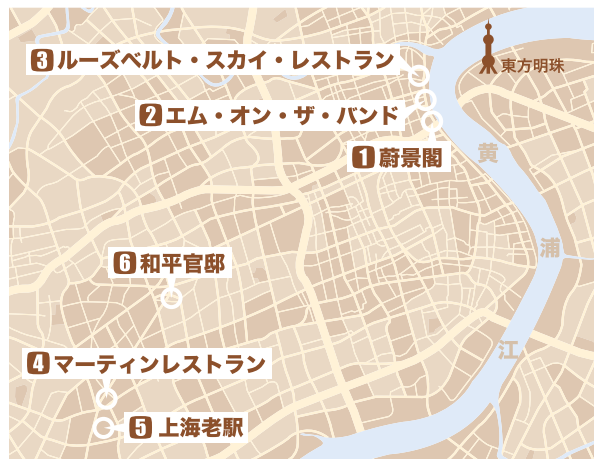 3 ルーズベルト・スカイ・レストラン
東方明珠
2 エム・オン・ザ・バンド
1 蔚景閣
黄
浦
江
6 和平官邸
4 マーティンレストラン
5 上海老駅